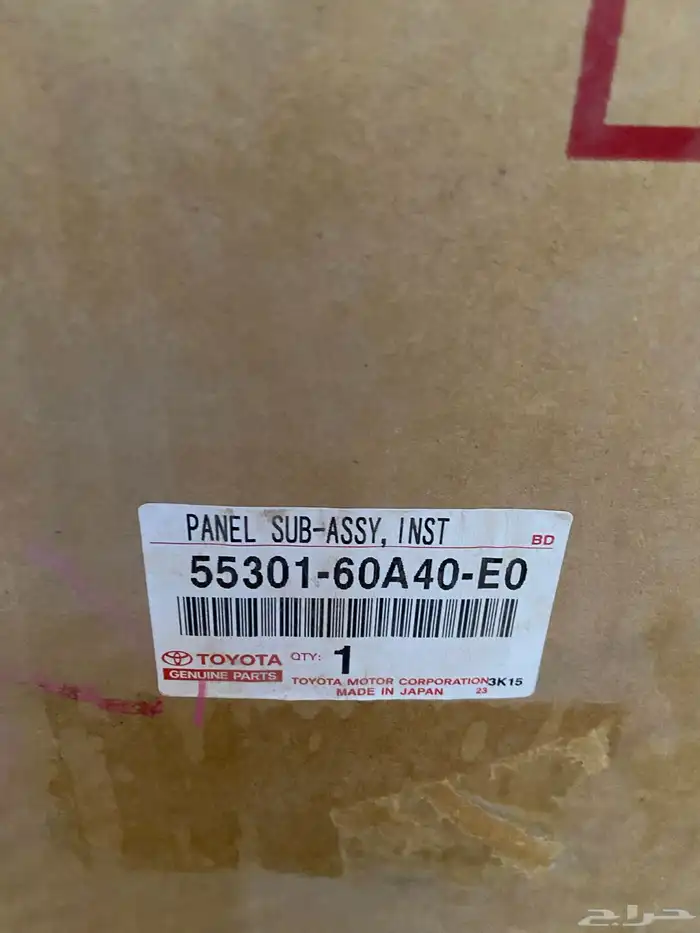 PANEL SUB-ASSY, INST
BD
55301-60A40-E0
TOYOTA QTY: 1
GENUINE PARTS
TOYOTA MOTOR CORPORATION 3K15
MADE IN JAPAN 23
حراج